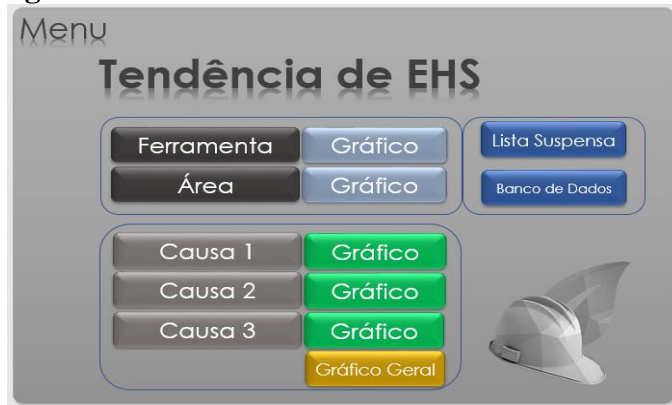 Menu
Tendência de EHS
Ferramenta Gráfico
Área Gráfico
Lista Suspensa
Banco de Dados
Causa 1 Gráfico
Causa 2 Gráfico
Causa 3 Gráfico
Gráfico Geral